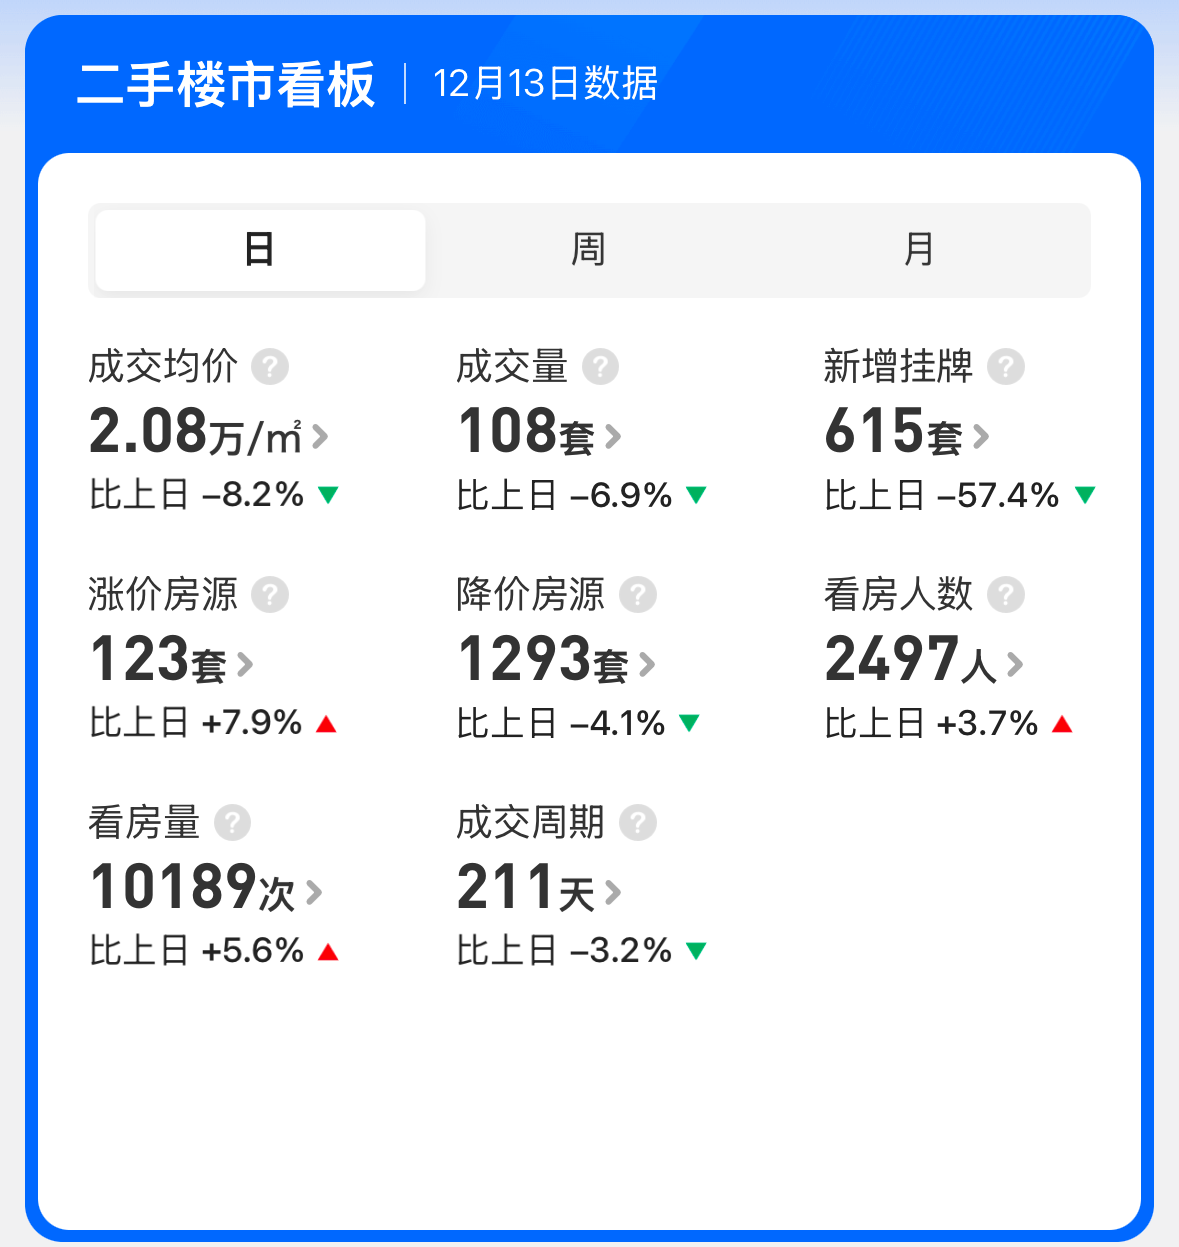 二手楼市看板 | 12月13日数据
日 周 月
成交均价 ? 成交量 ? 新增挂牌 ?
2.08万/㎡ > 108套 > 615套 >
比上日 -8.2% ▼ 比上日 -6.9% ▼ 比上日 -57.4% ▼
涨价房源 ? 降价房源 ? 看房人数 ?
123套 > 1293套 > 2497人 >
比上日 +7.9% ▲ 比上日 -4.1% ▼ 比上日 +3.7% ▲
看房量 ? 成交周期 ?
10189次 > 211天 >
比上日 +5.6% ▲ 比上日 -3.2% ▼